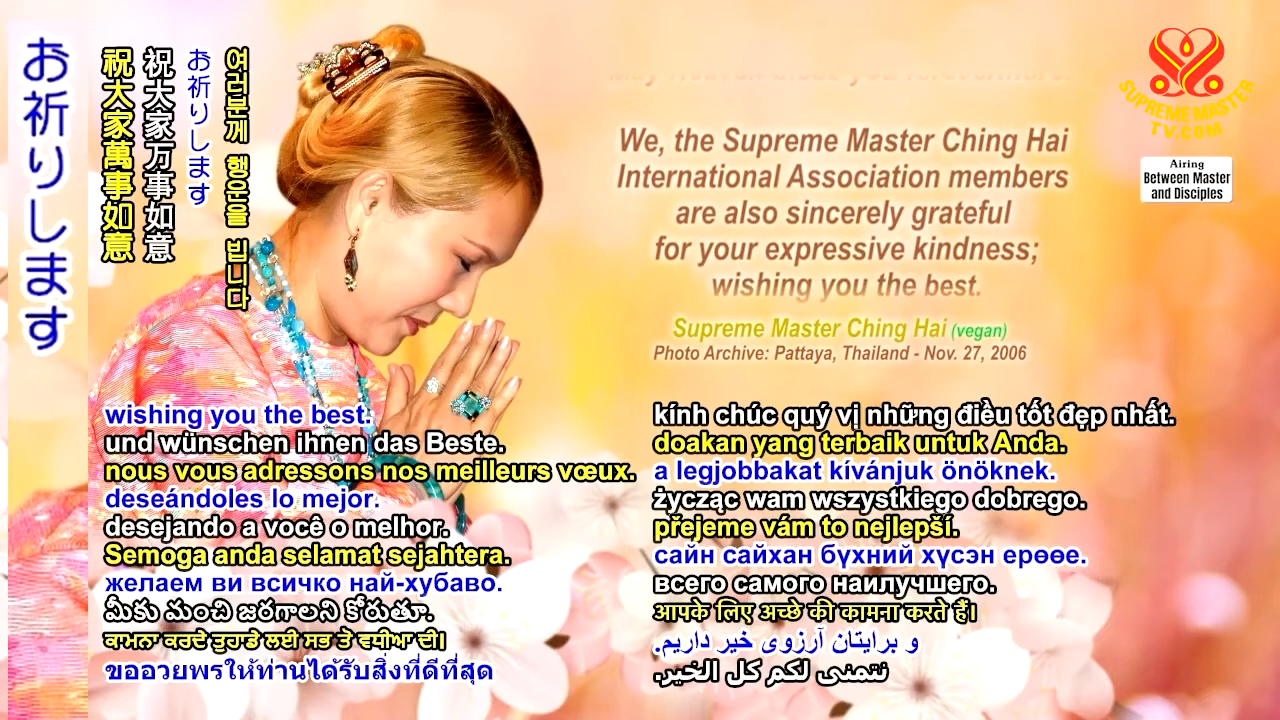 お祈りします
祝大家萬事如意
祝大家万事如意
お祈りします
여러분께 행운을 빕니다
We, the Supreme Master Ching Hai
International Association members
are also sincerely grateful
for your expressive kindness;
wishing you the best.
Supreme Master Ching Hai (vegan)
Photo Archive: Pattaya, Thailand - Nov. 27, 2006
SUPREME MASTER
TV.COM
Airing
Between Master
and Disciples
wishing you the best.
und wünschen ihnen das Beste.
nous vous adressons nos meilleurs vœux.
deseándoles lo mejor.
desejando a você o melhor.
Semoga anda selamat sejahtera.
желаем ви всичко най-хубаво.
మీకు మంచి జరగాలని కోరుతూ.
ਕਾਮਨਾ ਕਰਦੇ ਤੁਹਾਡੇ ਲਈ ਸਭ ਤੋ ਵਧੀਆ ਦੀ।
ขออวยพรให้ท่านได้รับสิ่งที่ดีที่สุด
kính chúc quý vị những điều tốt đẹp nhất.
doakan yang terbaik untuk Anda.
a legjobbakat kívánjuk önöknek.
życząc wam wszystkiego dobrego.
přejeme vám to nejlepší.
сайн сайхан бүхний хүсэн ерөөе.
всего самого наилучшего.
आपके लिए अच्छे की कामना करते हैं।
و برایتان آرزوی خیر داریم.
نتمنى لكم كل الخير.